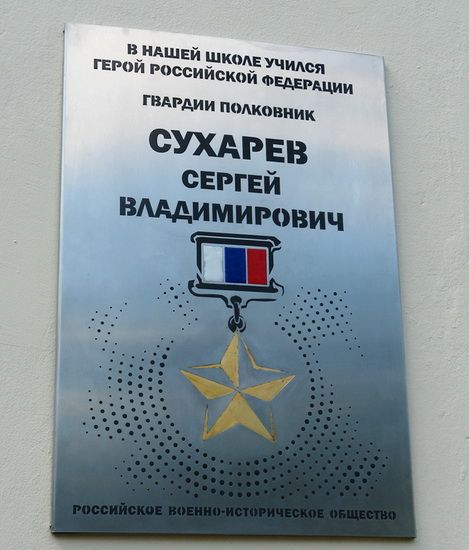 В НАШЕЙ ШКОЛЕ УЧИЛСЯ
ГЕРОЙ РОССИЙСКОЙ ФЕДЕРАЦИИ
ГВАРДИИ ПОЛКОВНИК
СУХАРЕВ
СЕРГЕЙ
ВЛАДИМИРОВИЧ
РОССИЙСКОЕ ВОЕННО-ИСТОРИЧЕСКОЕ ОБЩЕСТВО